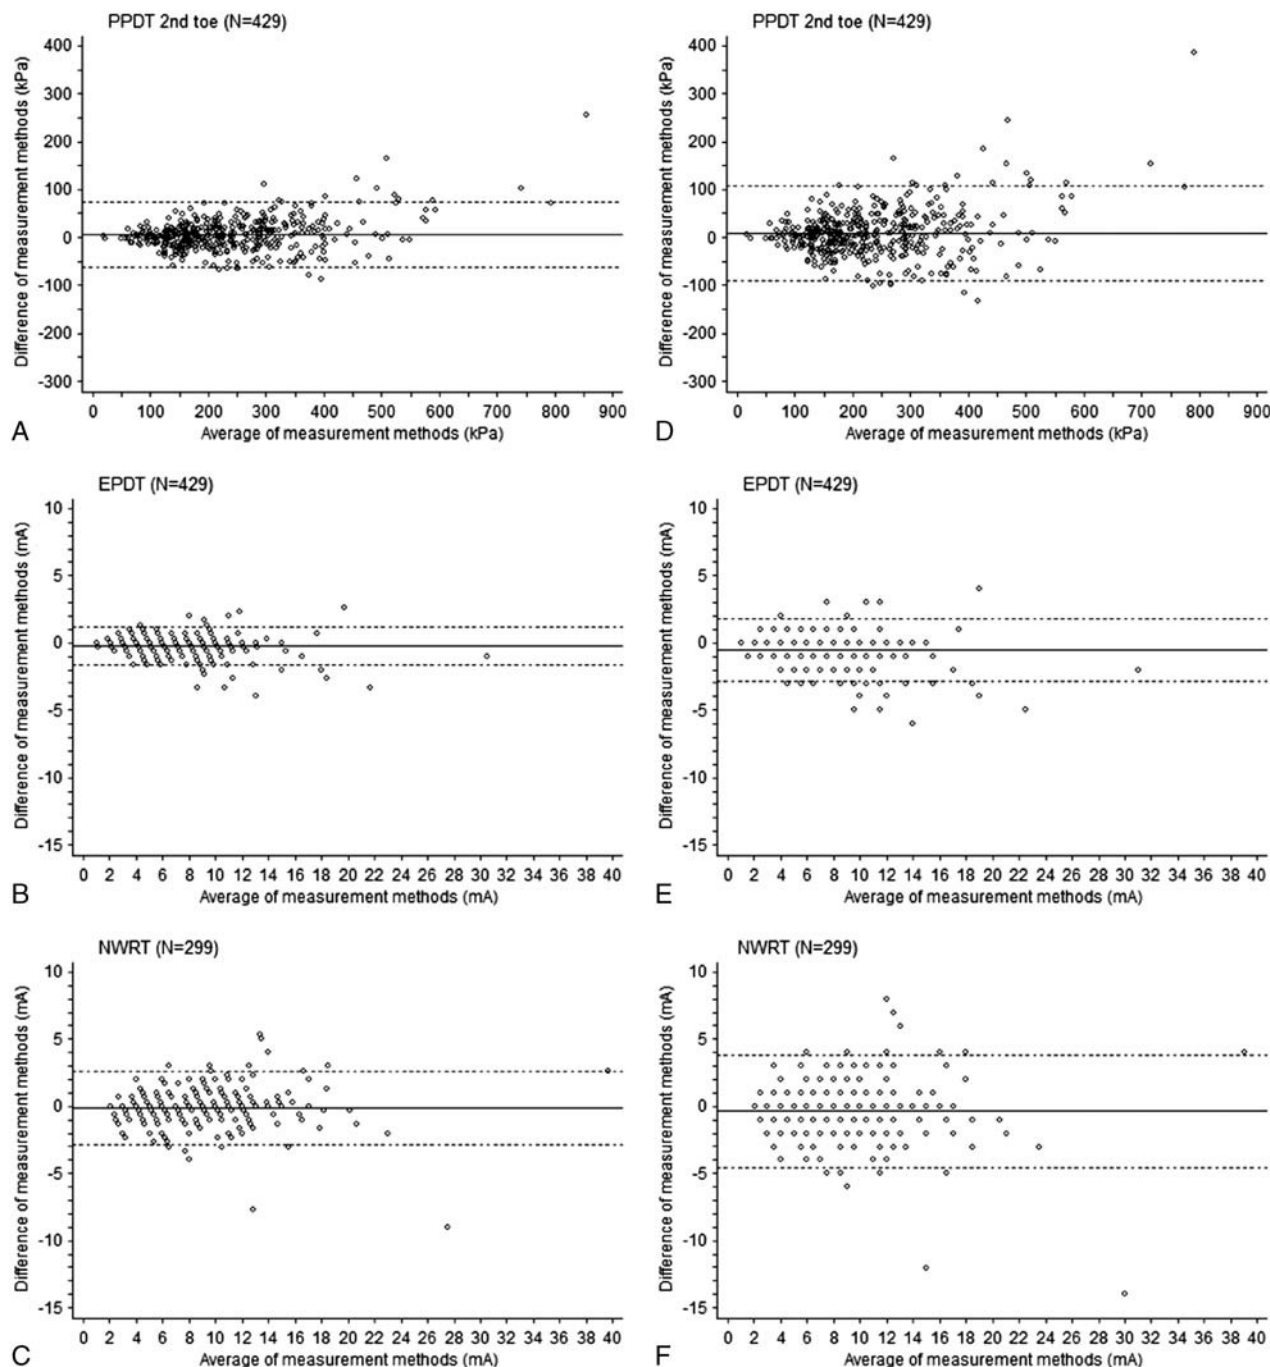 PPDT 2nd toe (N=429)
Difference of measurement methods (kPa)
400
300
200
100
0
-100
-200
-300
0 100 200 300 400 500 600 700 800 900
Average of measurement methods (kPa)
A
PPDT 2nd toe (N=429)
Difference of measurement methods (kPa)
400
300
200
100
0
-100
-200
-300
0 100 200 300 400 500 600 700 800 900
Average of measurement methods (kPa)
D
EPDT (N=429)
Difference of measurement methods (mA)
10
5
0
-5
-10
-15
0 2 4 6 8 10 12 14 16 18 20 22 24 26 28 30 32 34 36 38 40
Average of measurement methods (mA)
B
EPDT (N=429)
Difference of measurement methods (mA)
10
5
0
-5
-10
-15
0 2 4 6 8 10 12 14 16 18 20 22 24 26 28 30 32 34 36 38 40
Average of measurement methods (mA)
E
NWRT (N=299)
Difference of measurement methods (mA)
10
5
0
-5
-10
-15
0 2 4 6 8 10 12 14 16 18 20 22 24 26 28 30 32 34 36 38 40
Average of measurement methods (mA)
C
NWRT (N=299)
Difference of measurement methods (mA)
10
5
0
-5
-10
-15
0 2 4 6 8 10 12 14 16 18 20 22 24 26 28 30 32 34 36 38 40
Average of measurement methods (mA)
F